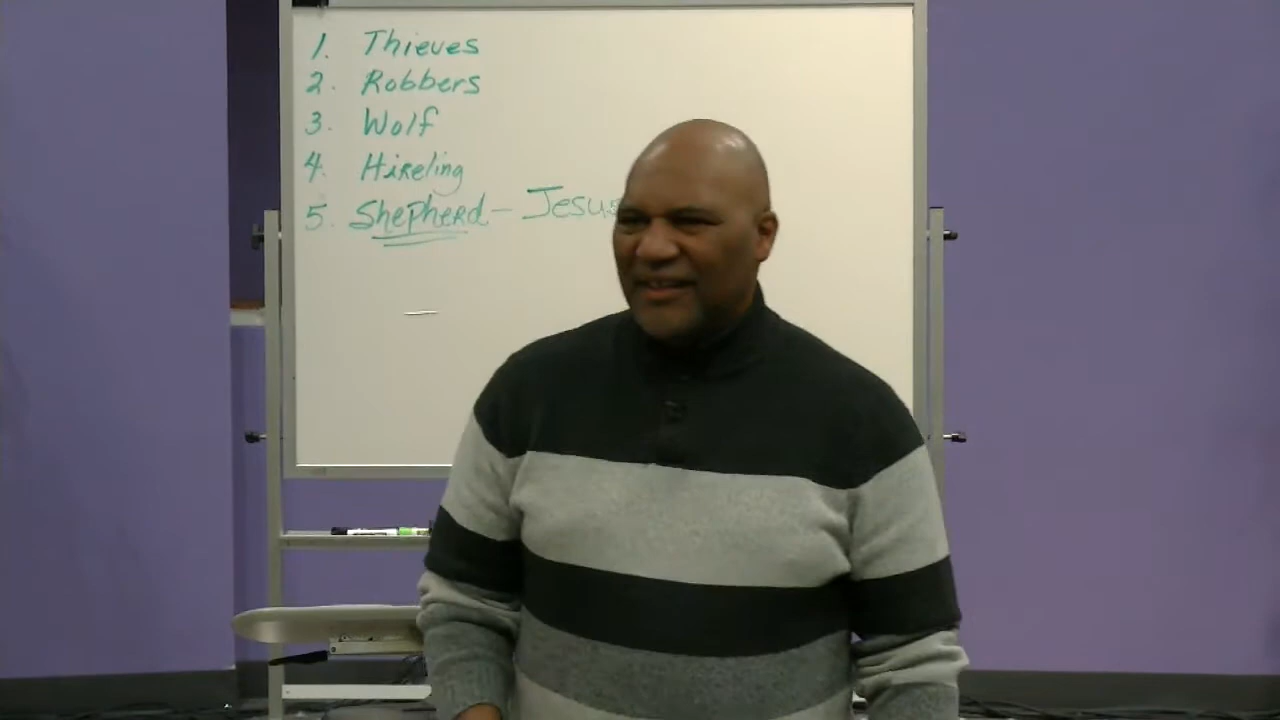 1. Thieves
2. Robbers
3. Wolf
4. Hireling
5. Shepherd - Jesus